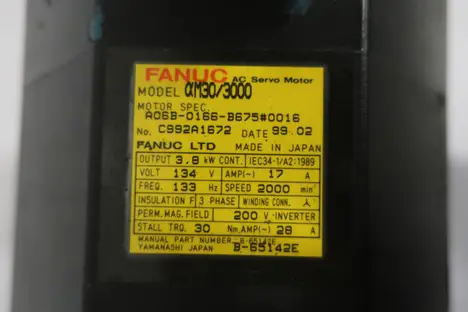 FANUC AC Servo Motor
MODEL αM30/3000
MOTOR SPEC.
A06B-0166-B675#0016
No. C992A1672 DATE 99.02
FANUC LTD MADE IN JAPAN
OUTPUT 3.8 kW CONT. IEC34-1/A2:1989
VOLT 134 V AMP(~) 17 A
FREQ. 133 Hz SPEED 2000 min⁻¹
INSULATION F 3 PHASE WINDING CONN. Y
PERM.MAG.FIELD 200 V-INVERTER
STALL TRQ. 30 Nm,AMP(~) 28 A
MANUAL PART NUMBER. B-65142E
YAMANASHI JAPAN B-65142E